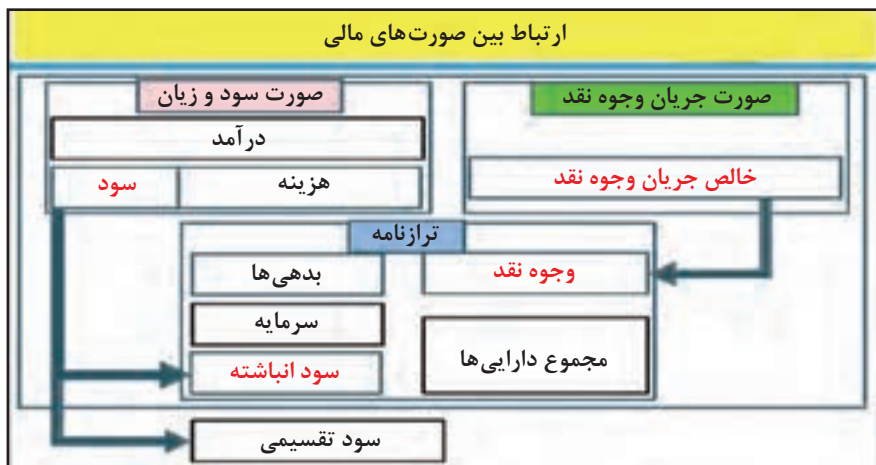 ارتباط بین صورت‌های مالی
صورت جریان وجوه نقد
خالص جریان وجوه نقد
صورت سود و زیان
درآمد
هزینه
سود
ترازنامه
وجوه نقد
مجموع دارایی‌ها
بدهی‌ها
سرمایه
سود انباشته
سود تقسیمی